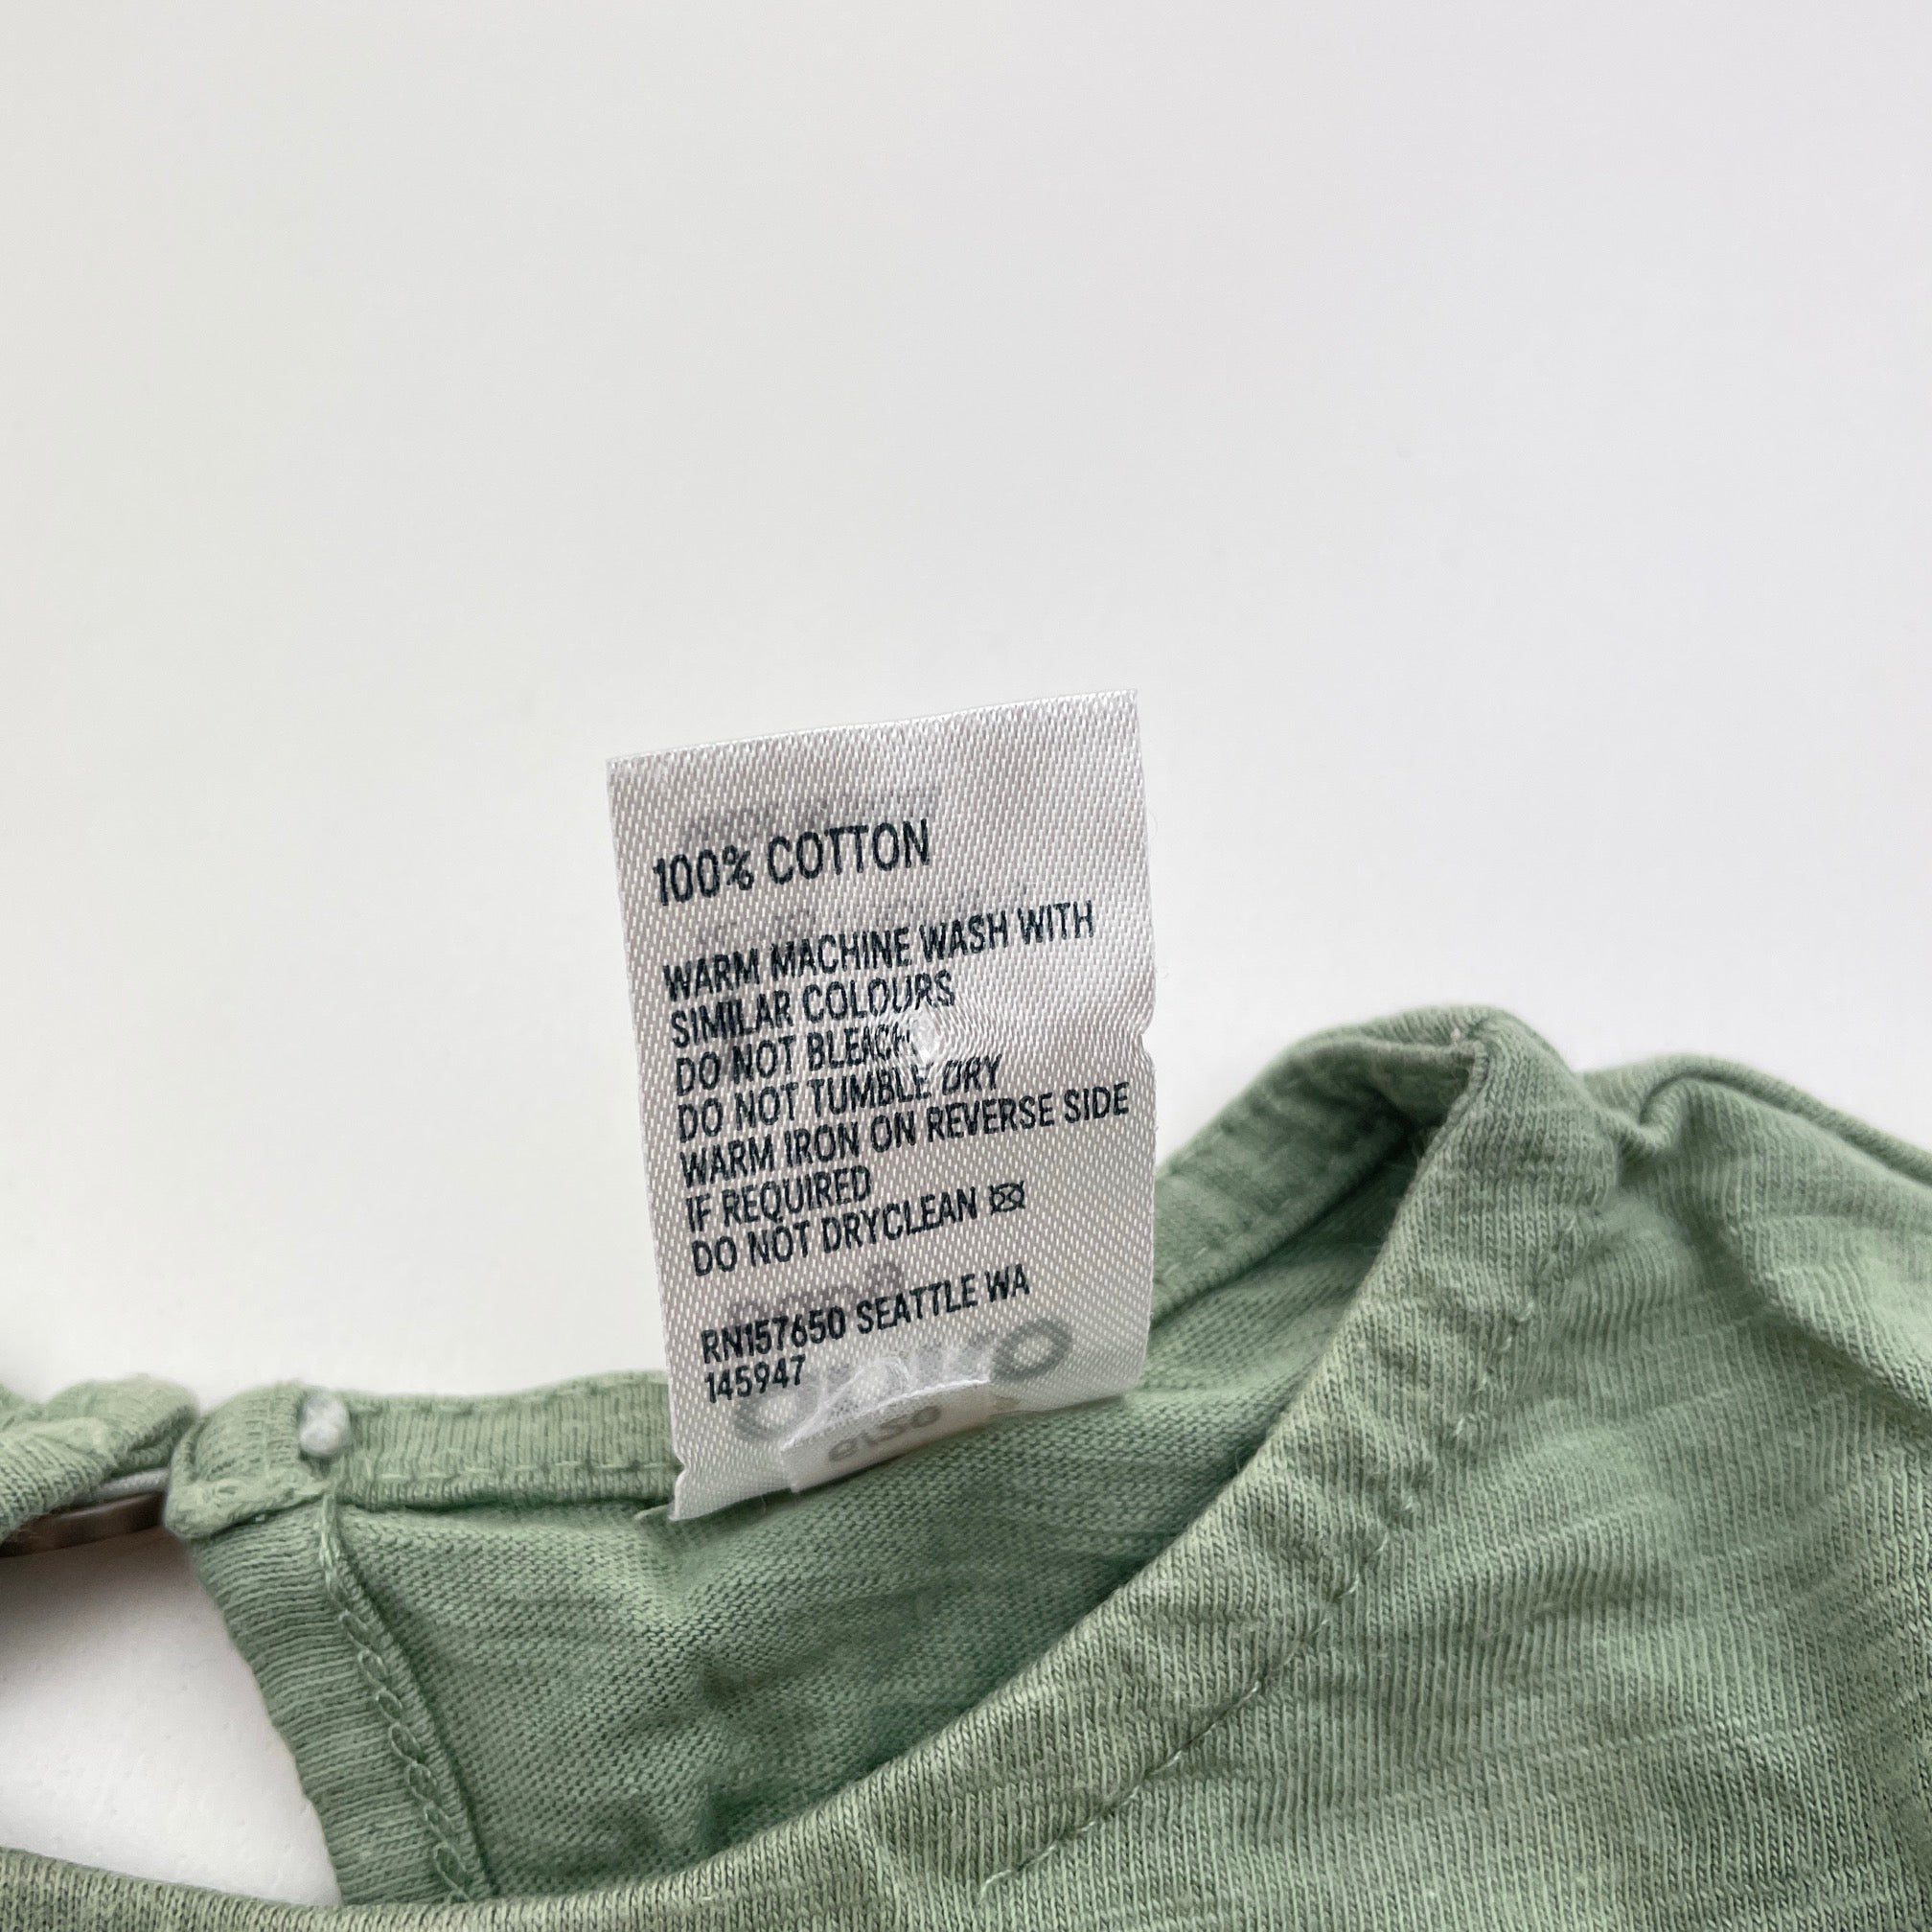 100% COTTON
WARM MACHINE WASH WITH
SIMILAR COLOURS
DO NOT BLEACH
DO NOT TUMBLE DRY
WARM IRON ON REVERSE SIDE
IF REQUIRED
DO NOT DRYCLEAN
RN157650 SEATTLE WA
145947